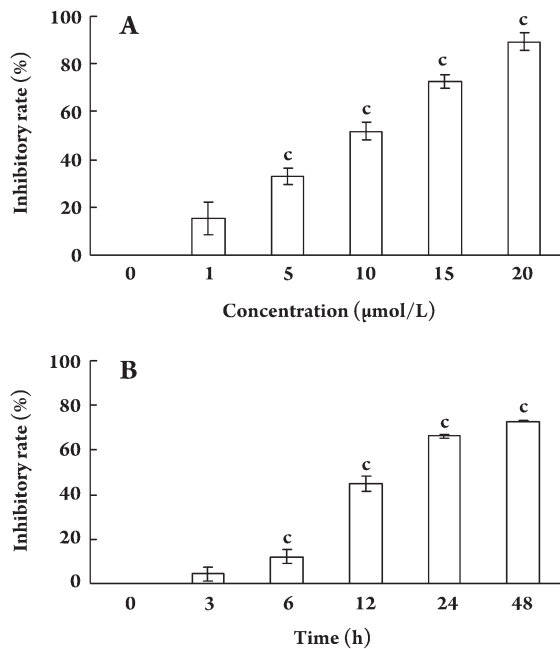 A
Inhibitory rate (%)
100
80
60
40
20
0
c
c
c
c
0 1 5 10 15 20
Concentration (μmol/L)
B
Inhibitory rate (%)
100
80
60
40
20
0
c
c
c
c
0 3 6 12 24 48
Time (h)